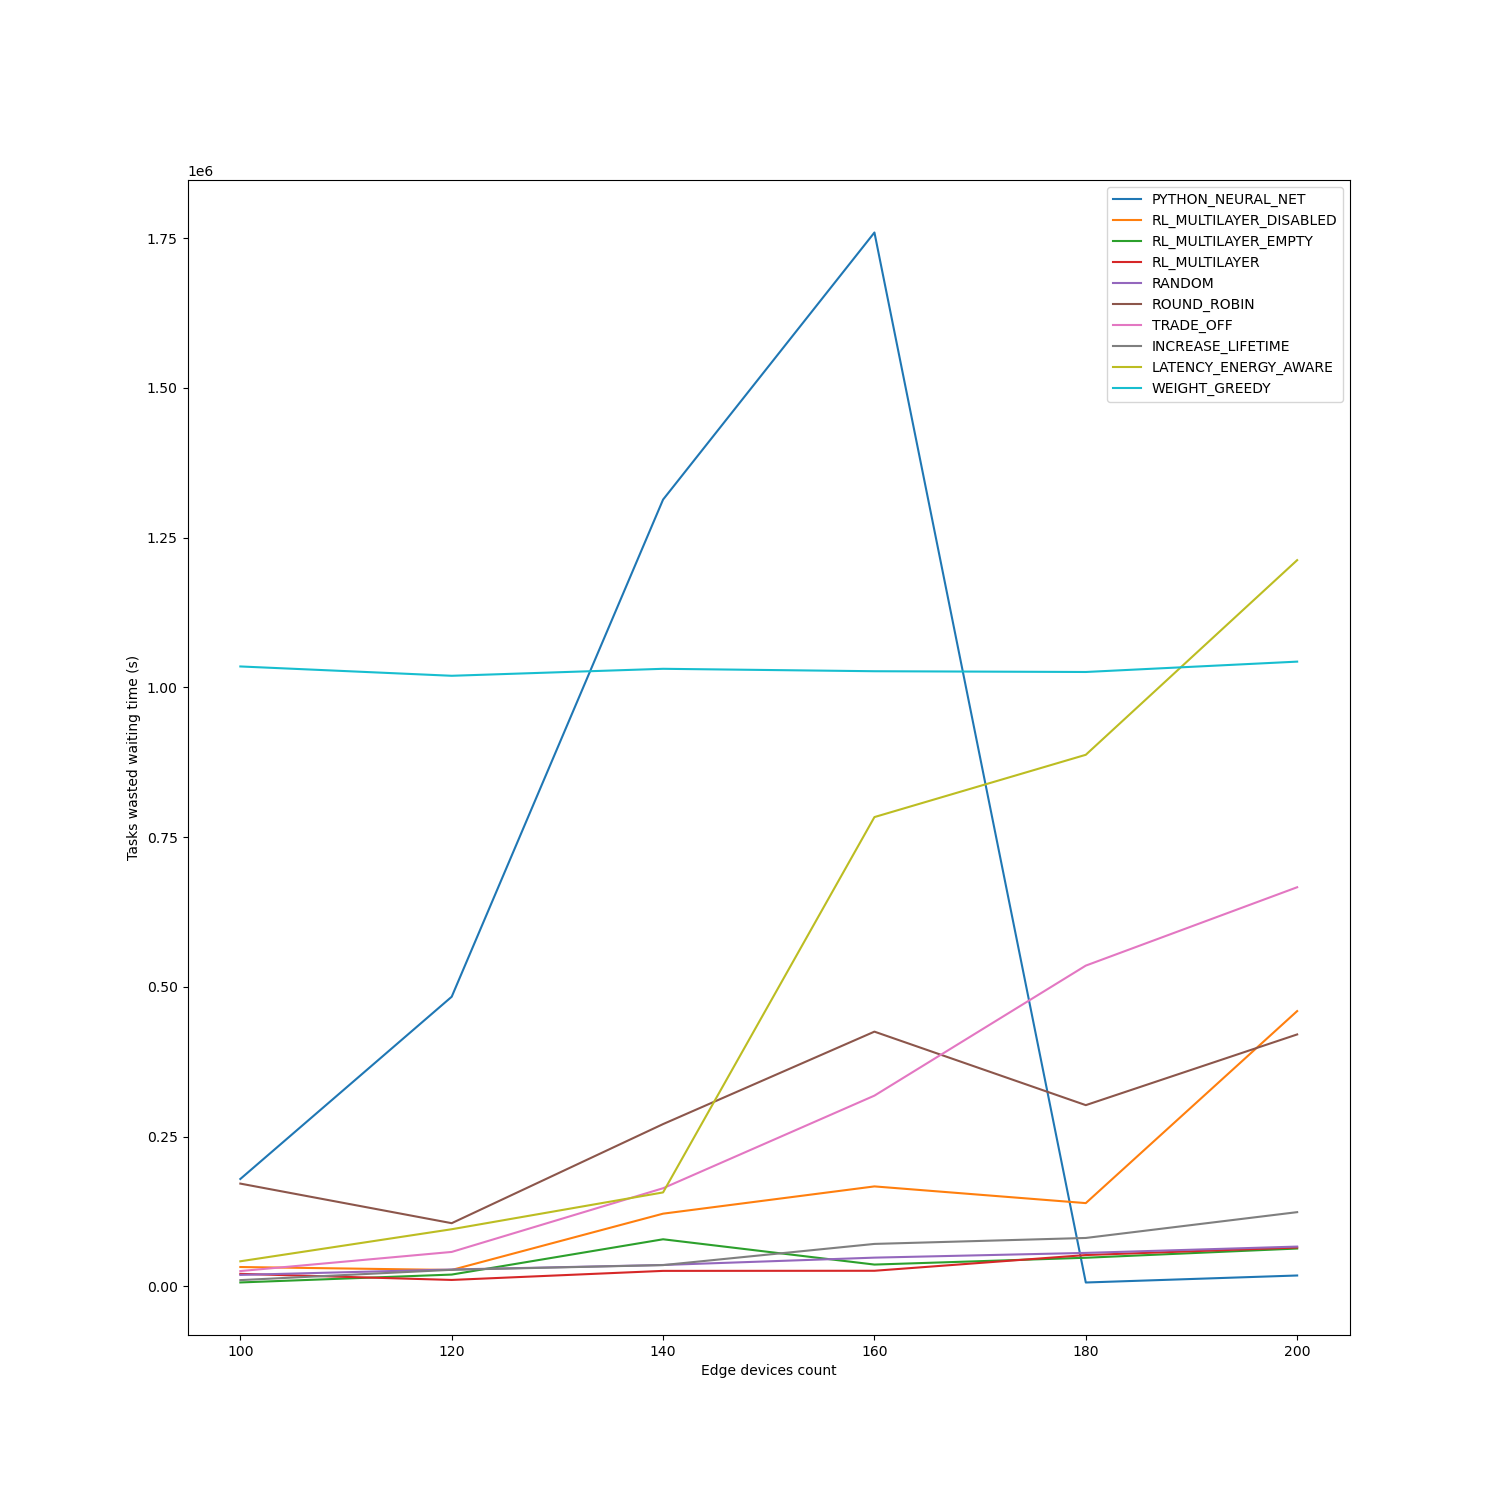 1e6
PYTHON_NEURAL_NET
RL_MULTILAYER_DISABLED
RL_MULTILAYER_EMPTY
RL_MULTILAYER
RANDOM
ROUND_ROBIN
TRADE_OFF
INCREASE_LIFETIME
LATENCY_ENERGY_AWARE
WEIGHT_GREEDY
1.75
1.50
1.25
1.00
0.75
0.50
0.25
0.00
Tasks wasted waiting time (s)
100 120 140 160 180 200
Edge devices count